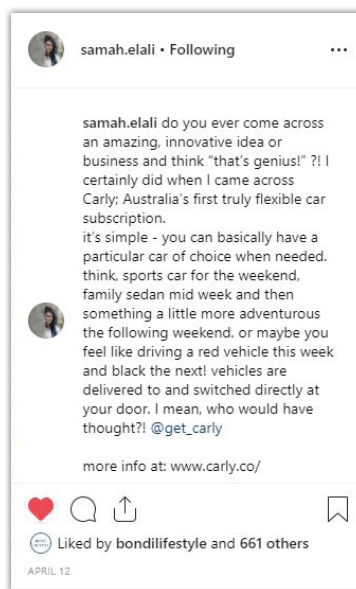 samah.elali • Following
samah.elali do you ever come across
an amazing, innovative idea or
business and think “that’s genius!” ?! I
certainly did when I came across
Carly; Australia’s first truly flexible car
subscription.
it’s simple - you can basically have a
particular car of choice when needed.
think, sports car for the weekend,
family sedan mid week and then
something a little more adventurous
the following weekend. or maybe you
feel like driving a red vehicle this week
and black the next! vehicles are
delivered to and switched directly at
your door. I mean, who would have
thought?! @get_carly
more info at: www.carly.co/
Liked by bondilifestyle and 661 others
APRIL 12